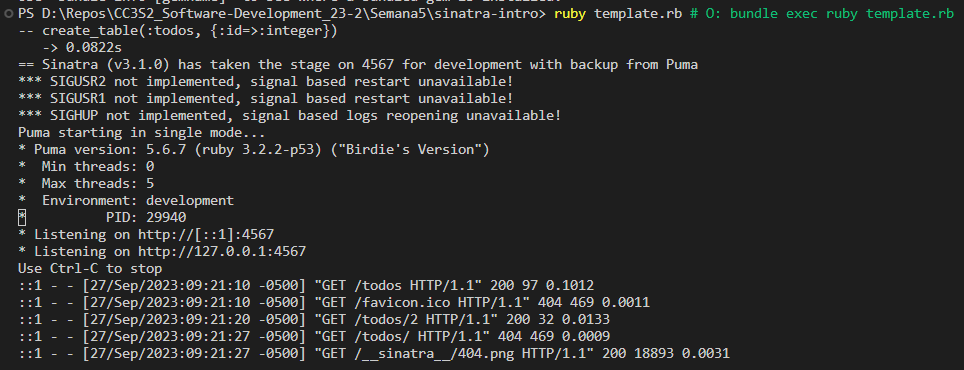 PS D:\Repos\CC3S2_Software-Development_23-2\Semana5\sinatra-intro> ruby template.rb # O: bundle exec ruby template.rb
-- create_table(:todos, {:id=>:integer})
   -> 0.0822s
== Sinatra (v3.1.0) has taken the stage on 4567 for development with backup from Puma
*** SIGUSR2 not implemented, signal based restart unavailable!
*** SIGUSR1 not implemented, signal based restart unavailable!
*** SIGHUP not implemented, signal based logs reopening unavailable!
Puma starting in single mode...
* Puma version: 5.6.7 (ruby 3.2.2-p53) ("Birdie's Version")
*  Min threads: 0
*  Max threads: 5
*  Environment: development
*          PID: 29940
* Listening on http://[::1]:4567
* Listening on http://127.0.0.1:4567
Use Ctrl-C to stop
::1 - - [27/Sep/2023:09:21:10 -0500] "GET /todos HTTP/1.1" 200 97 0.1012
::1 - - [27/Sep/2023:09:21:10 -0500] "GET /favicon.ico HTTP/1.1" 404 469 0.0011
::1 - - [27/Sep/2023:09:21:20 -0500] "GET /todos/2 HTTP/1.1" 200 32 0.0133
::1 - - [27/Sep/2023:09:21:27 -0500] "GET /todos/ HTTP/1.1" 404 469 0.0009
::1 - - [27/Sep/2023:09:21:27 -0500] "GET /__sinatra__/404.png HTTP/1.1" 200 18893 0.0031